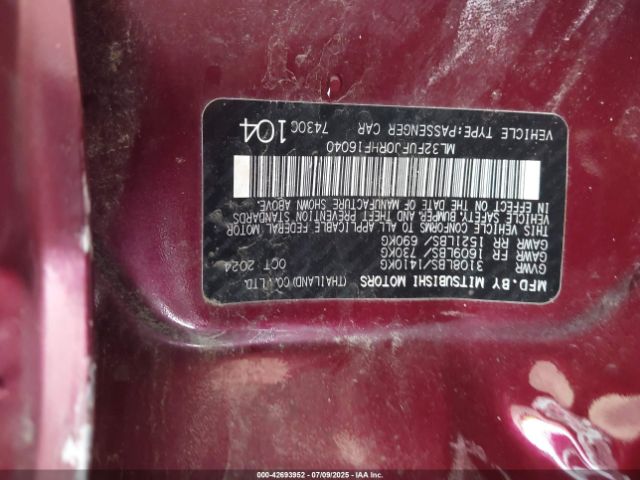 MFD.BY MITSUBISHI MOTORS
(THAILAND) CO., LTD.
OCT 2024
GVWR 3108LBS/1410KG
GAWR FR 1609LBS/ 730KG
GAWR RR 1521LBS/ 690KG
THIS VEHICLE CONFORMS TO ALL APPLICABLE FEDERAL MOTOR
VEHICLE SAFETY, BUMPER, AND THEFT PREVENTION STANDARDS
IN EFFECT ON THE DATE OF MANUFACTURE SHOWN ABOVE.
ML32FUFJ0RHF16040
VEHICLE TYPE:PASSENGER CAR 7430G 104
00-42693952 | 07/09/2025 - IAA Inc.